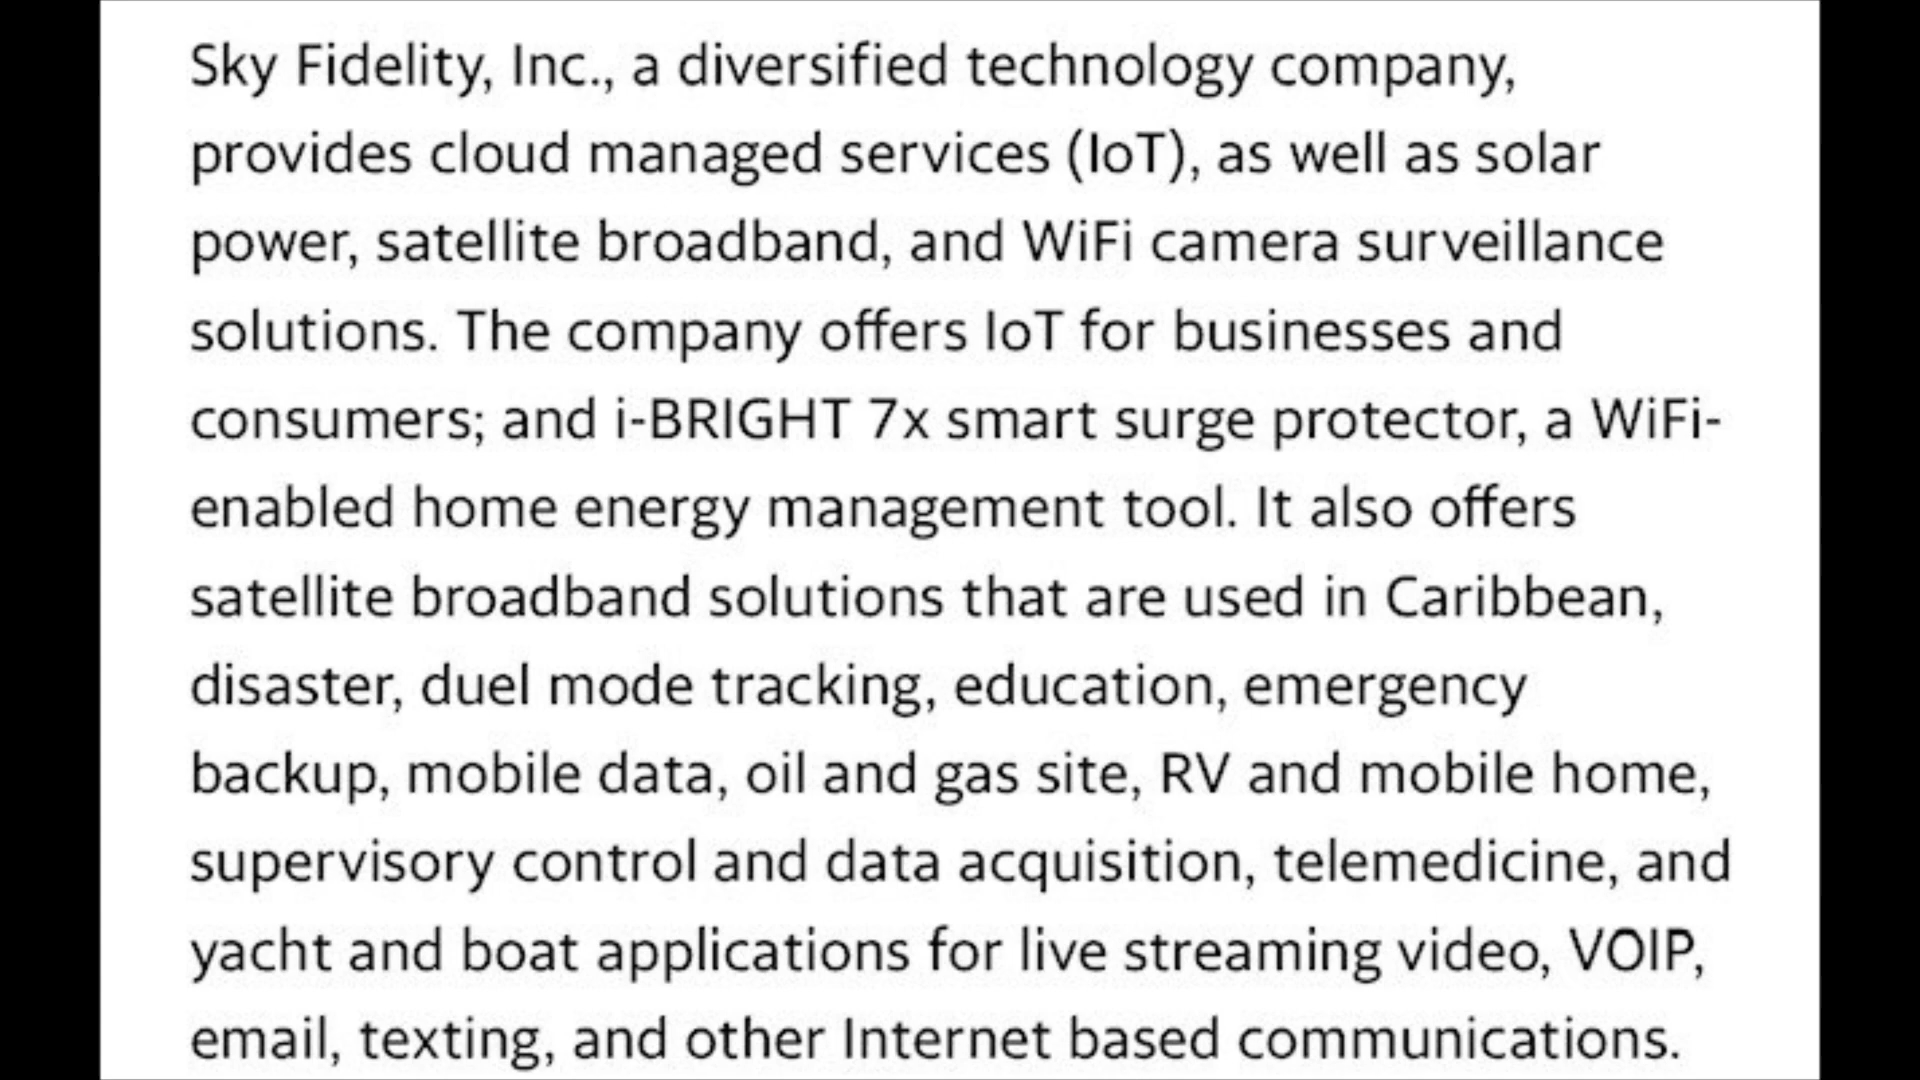 Sky Fidelity, Inc., a diversified technology company,
provides cloud managed services (IoT), as well as solar
power, satellite broadband, and WiFi camera surveillance
solutions. The company offers IoT for businesses and
consumers; and i-BRIGHT 7x smart surge protector, a WiFi-
enabled home energy management tool. It also offers
satellite broadband solutions that are used in Caribbean,
disaster, duel mode tracking, education, emergency
backup, mobile data, oil and gas site, RV and mobile home,
supervisory control and data acquisition, telemedicine, and
yacht and boat applications for live streaming video, VOIP,
email, texting, and other Internet based communications.